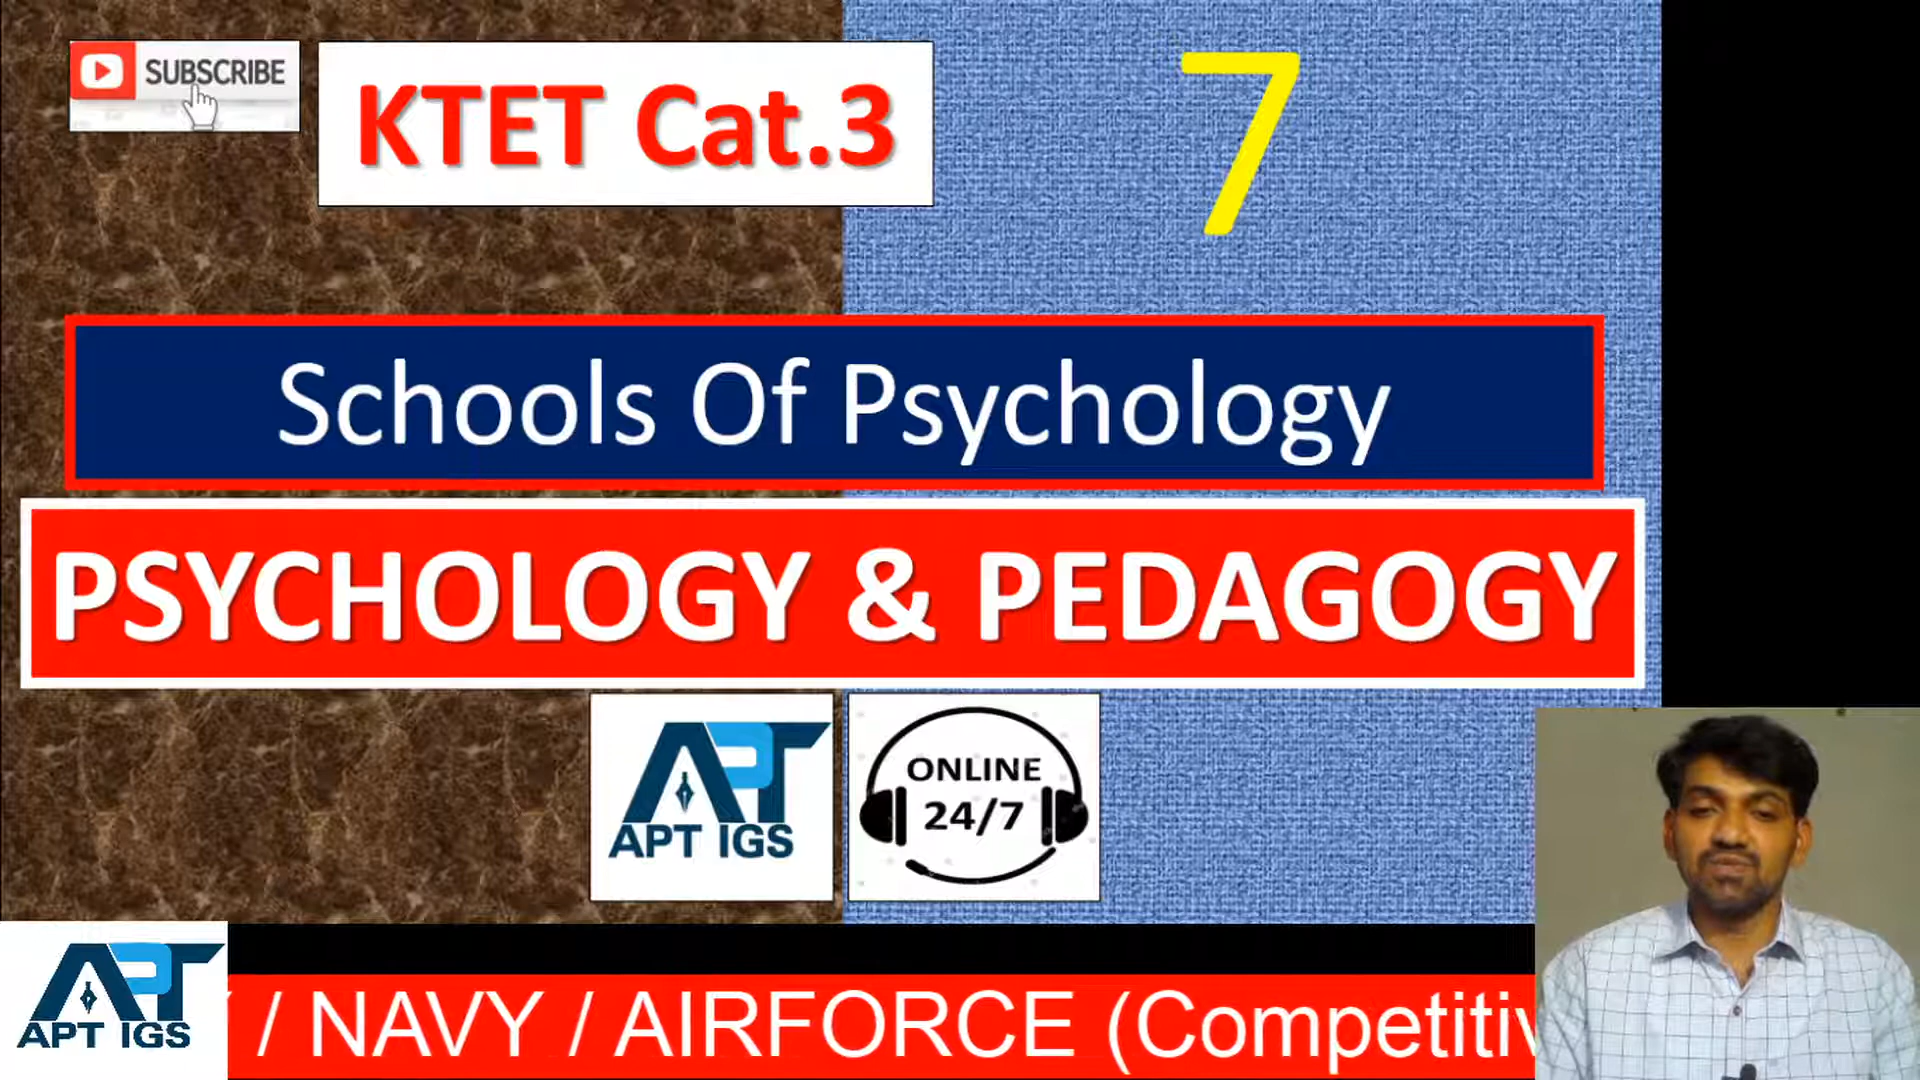 SUBSCRIBE
KTET Cat.3
7
Schools Of Psychology
PSYCHOLOGY & PEDAGOGY
APT IGS
ONLINE
24/7
APT IGS
/ NAVY / AIRFORCE (Competitiv